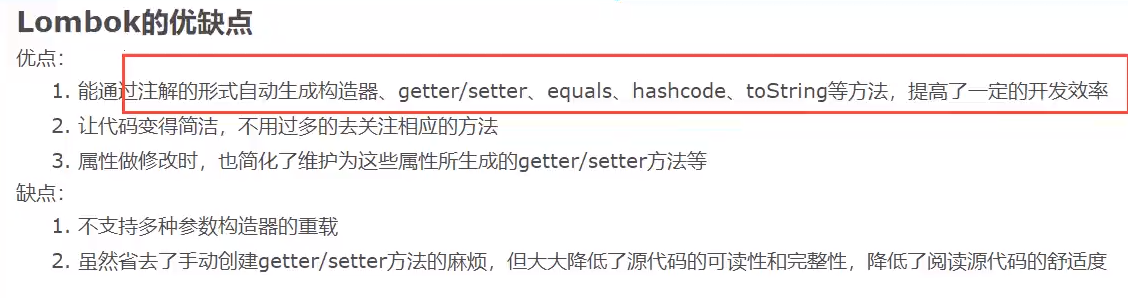 Lombok的优缺点
优点：
1. 能通过注解的形式自动生成构造器、getter/setter、equals、hashcode、toString等方法，提高了一定的开发效率
2. 让代码变得简洁，不用过多的去关注相应的方法
3. 属性做修改时，也简化了维护为这些属性所生成的getter/setter方法等
缺点：
1. 不支持多种参数构造器的重载
2. 虽然省去了手动创建getter/setter方法的麻烦，但大大降低了源代码的可读性和完整性，降低了阅读源代码的舒适度